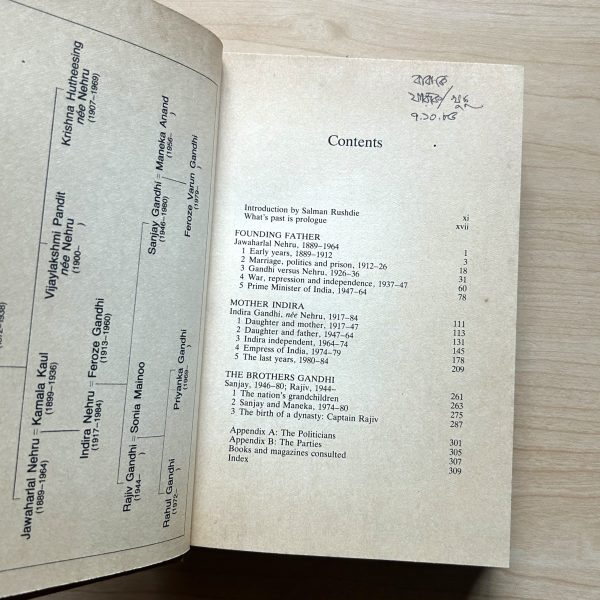 Krishna Hutheesing
née Nehru
(1907–1969)
Vijaylakshmi Pandit
née Nehru
(1900–
Jawaharlal Nehru = Kamala Kaul
(1889–1964) (1899–1936)
Indira Nehru = Feroze Gandhi
(1917–1984) (1913–1960)
Rajiv Gandhi = Sonia Mainoo
(1944–
Sanjay Gandhi = Maneka Anand
(1946–1980) (1956–
Feroze Varun Gandhi
Rahul Gandhi
(1972–
Priyanka Gandhi
বাবাকে
৭.১০.৮৫
Contents
Introduction by Salman Rushdie xi
What's past is prologue xvii
FOUNDING FATHER
Jawaharlal Nehru, 1889–1964 1
1 Early years, 1889–1912 3
2 Marriage, politics and prison, 1912–26 18
3 Gandhi versus Nehru, 1926–36 31
4 War, repression and independence, 1937–47 60
5 Prime Minister of India, 1947–64 78
MOTHER INDIRA
Indira Gandhi, née Nehru, 1917–84 111
1 Daughter and mother, 1917–47 113
2 Daughter and father, 1947–64 131
3 Indira independent, 1964–74 145
4 Empress of India, 1974–79 178
5 The last years, 1980–84 209
THE BROTHERS GANDHI
Sanjay, 1946–80; Rajiv, 1944– 261
1 The nation's grandchildren 263
2 Sanjay and Maneka, 1974–80 275
3 The birth of a dynasty: Captain Rajiv 287
Appendix A: The Politicians 301
Appendix B: The Parties 305
Books and magazines consulted 307
Index 309